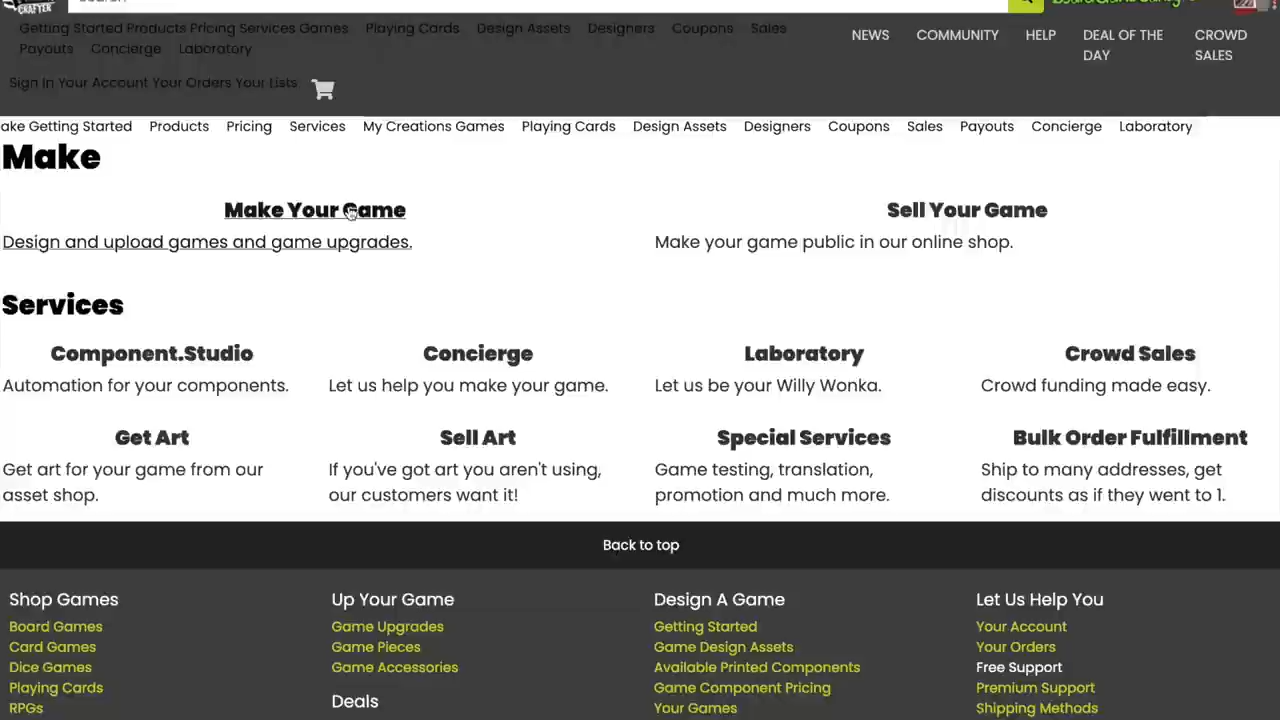 CRAFTER Search
Getting Started Products Pricing Services Games Playing Cards Design Assets Designers Coupons Sales
Payouts Concierge Laboratory
NEWS COMMUNITY HELP DEAL OF THE DAY CROWD SALES
Sign In Your Account Your Orders Your Lists
ake Getting Started Products Pricing Services My Creations Games Playing Cards Design Assets Designers Coupons Sales Payouts Concierge Laboratory
Make
Make Your Game
Design and upload games and game upgrades.
Sell Your Game
Make your game public in our online shop.
Services
Component.Studio
Automation for your components.
Concierge
Let us help you make your game.
Laboratory
Let us be your Willy Wonka.
Crowd Sales
Crowd funding made easy.
Get Art
Get art for your game from our
asset shop.
Sell Art
If you've got art you aren't using,
our customers want it!
Special Services
Game testing, translation,
promotion and much more.
Bulk Order Fulfillment
Ship to many addresses, get
discounts as if they went to 1.
Back to top
Shop Games
Board Games
Card Games
Dice Games
Playing Cards
RPGs
Up Your Game
Game Upgrades
Game Pieces
Game Accessories
Deals
Design A Game
Getting Started
Game Design Assets
Available Printed Components
Game Component Pricing
Your Games
Let Us Help You
Your Account
Your Orders
Free Support
Premium Support
Shipping Methods